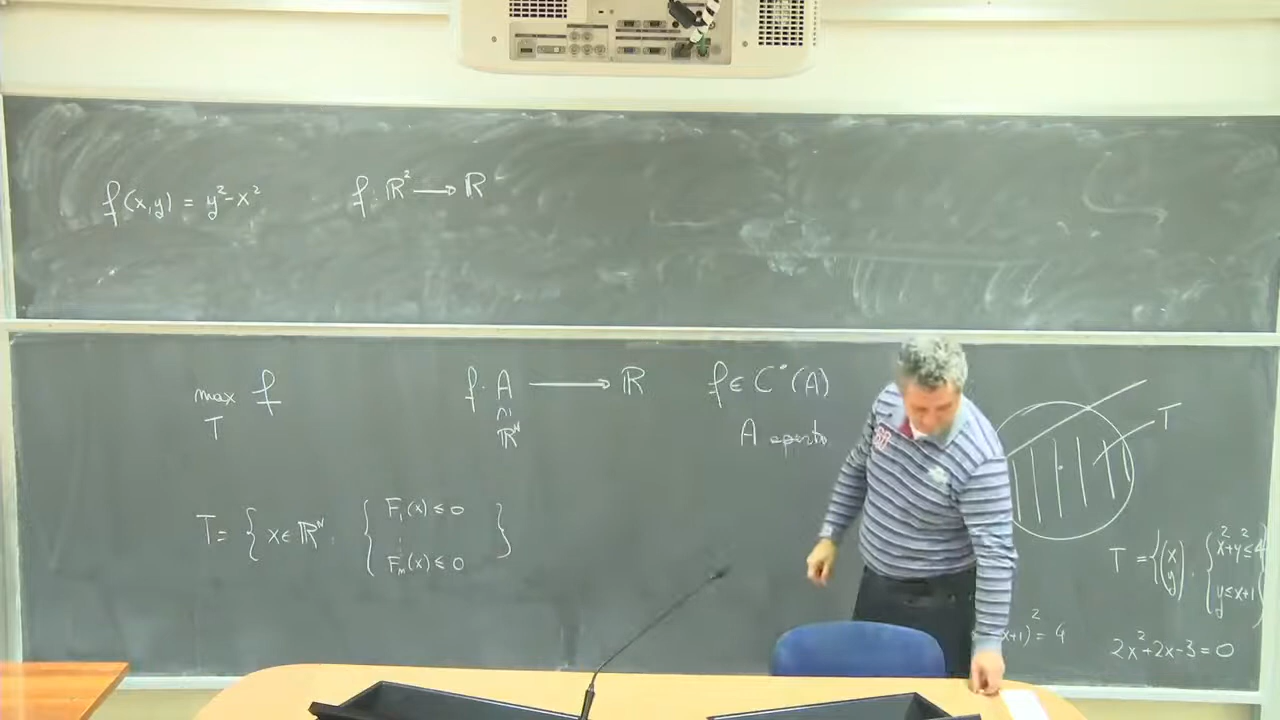 f(x,y) = y²-x²    f: ℝ² ⟶ ℝ
max f    f: A ⟶ ℝ    f ∈ C°(A)
T    ∩|    A aperto
ℝᴺ
T = { x∈ℝᴺ : { F₁(x) ≤ 0
⋮
Fₘ(x) ≤ 0 }
T
T = {(x y) : { x²+y² ≤ 4
y ≤ x+1 }
x+1)² = 4    2x²+2x-3=0